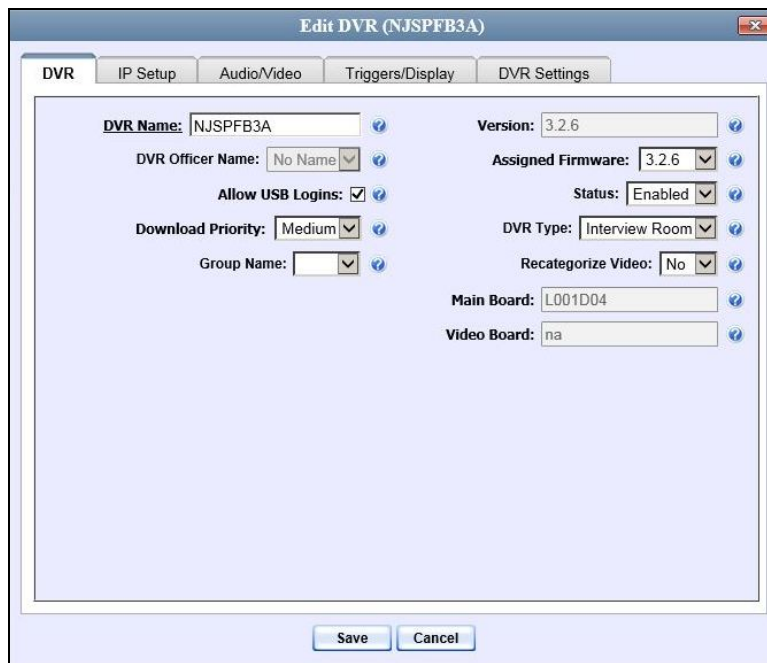 Edit DVR (NJSPFB3A)
DVR IP Setup Audio/Video Triggers/Display DVR Settings
DVR Name: NJSPFB3A
DVR Officer Name: No Name
Allow USB Logins:
Download Priority: Medium
Group Name:
Version: 3.2.6
Assigned Firmware: 3.2.6
Status: Enabled
DVR Type: Interview Room
Recategorize Video: No
Main Board: L001D04
Video Board: na
Save Cancel